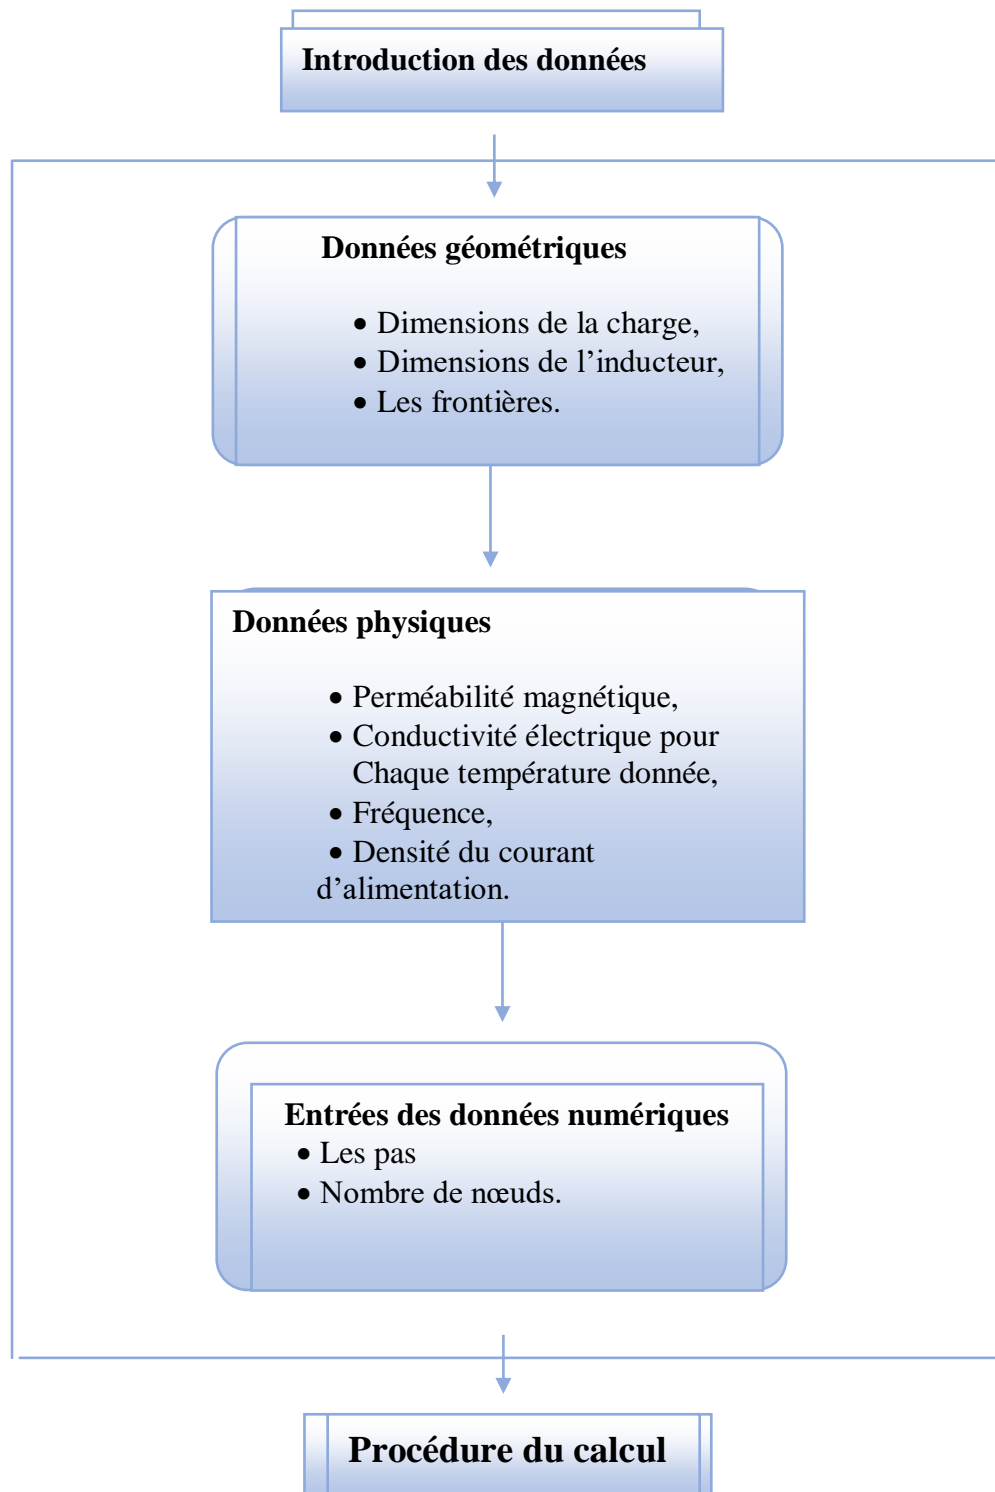 Introduction des données
Données géométriques
• Dimensions de la charge,
• Dimensions de l’inducteur,
• Les frontières.
Données physiques
• Perméabilité magnétique,
• Conductivité électrique pour
Chaque température donnée,
• Fréquence,
• Densité du courant
d’alimentation.
Entrées des données numériques
• Les pas
• Nombre de nœuds.
Procédure du calcul